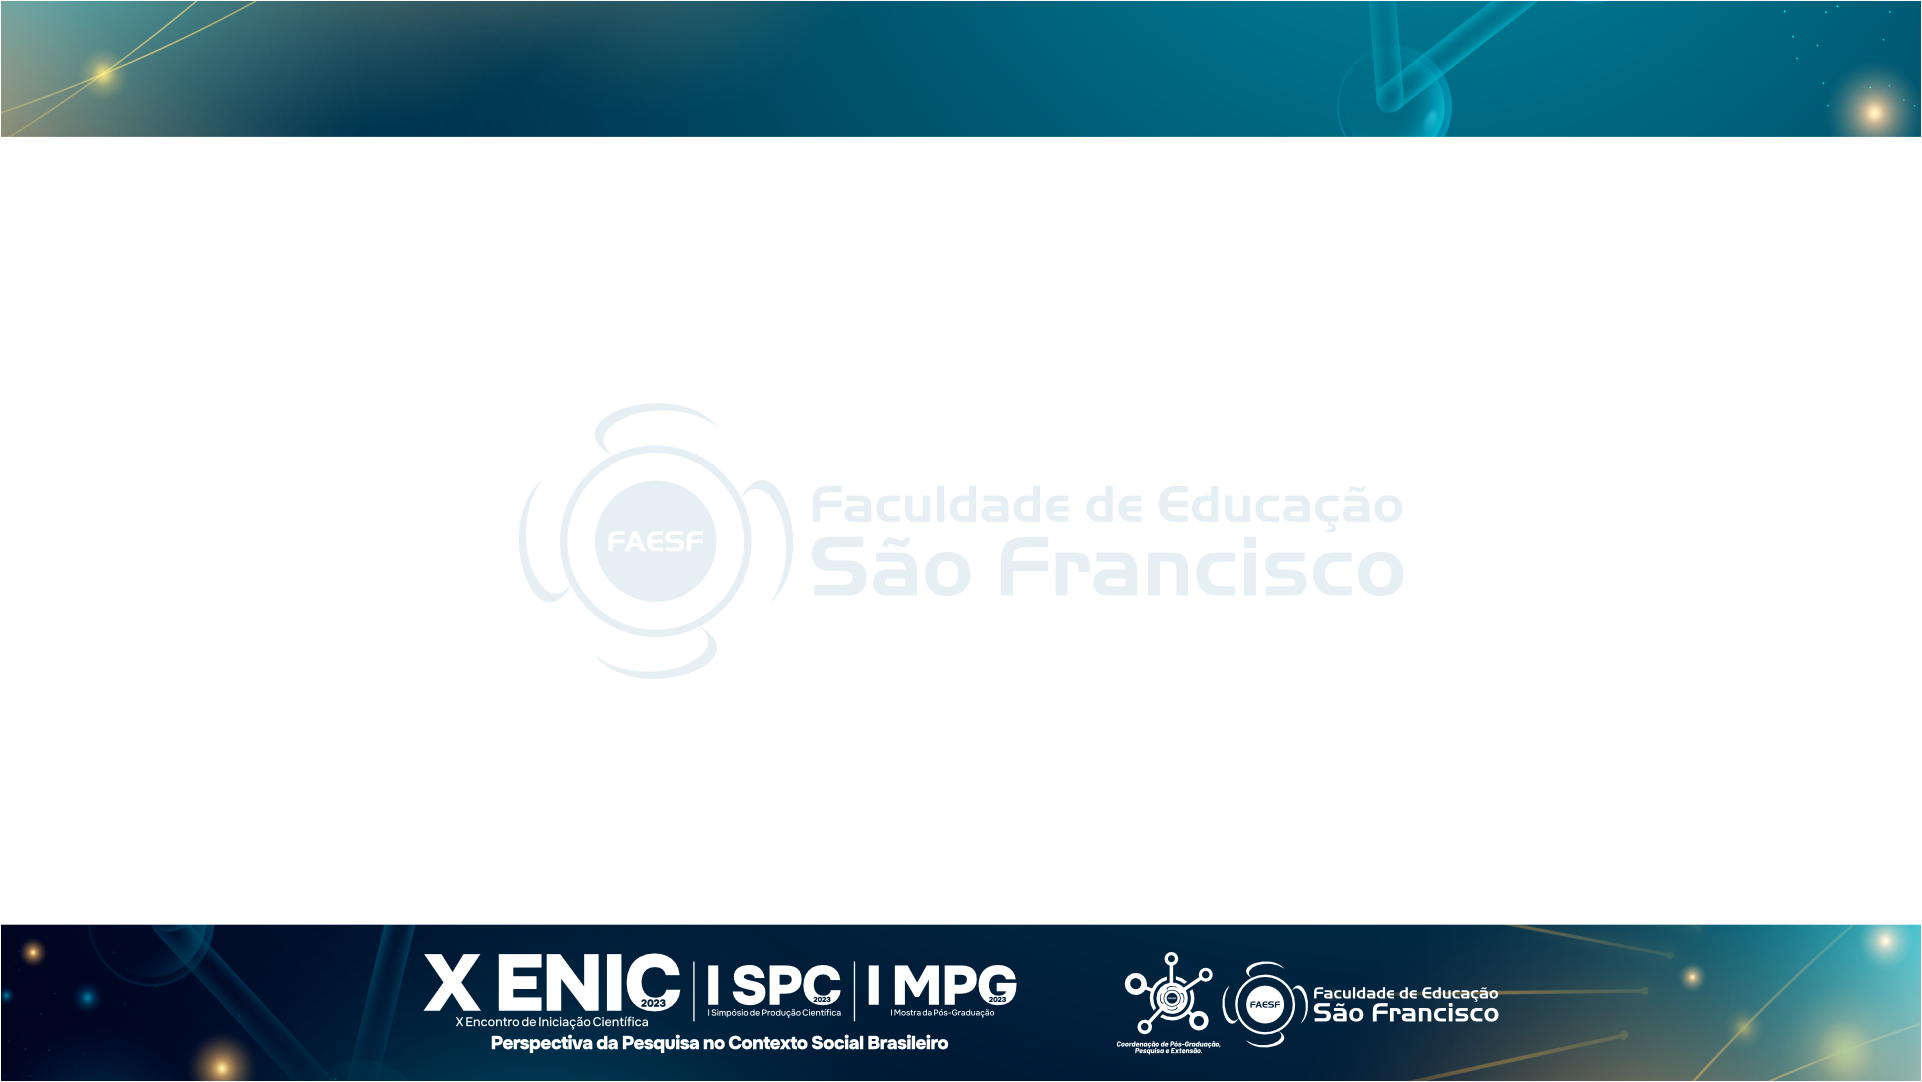 FAESF
Faculdade de Educação
São Francisco
X ENIC 2023
X Encontro de Iniciação Científica
I SPC 2023
I Simpósio de Produção Científica
I MPG 2023
I Mostra da Pós-Graduação
Perspectiva da Pesquisa no Contexto Social Brasileiro
Coordenação de Pós-Graduação,
Pesquisa e Extensão.
FAESF
Faculdade de Educação
São Francisco